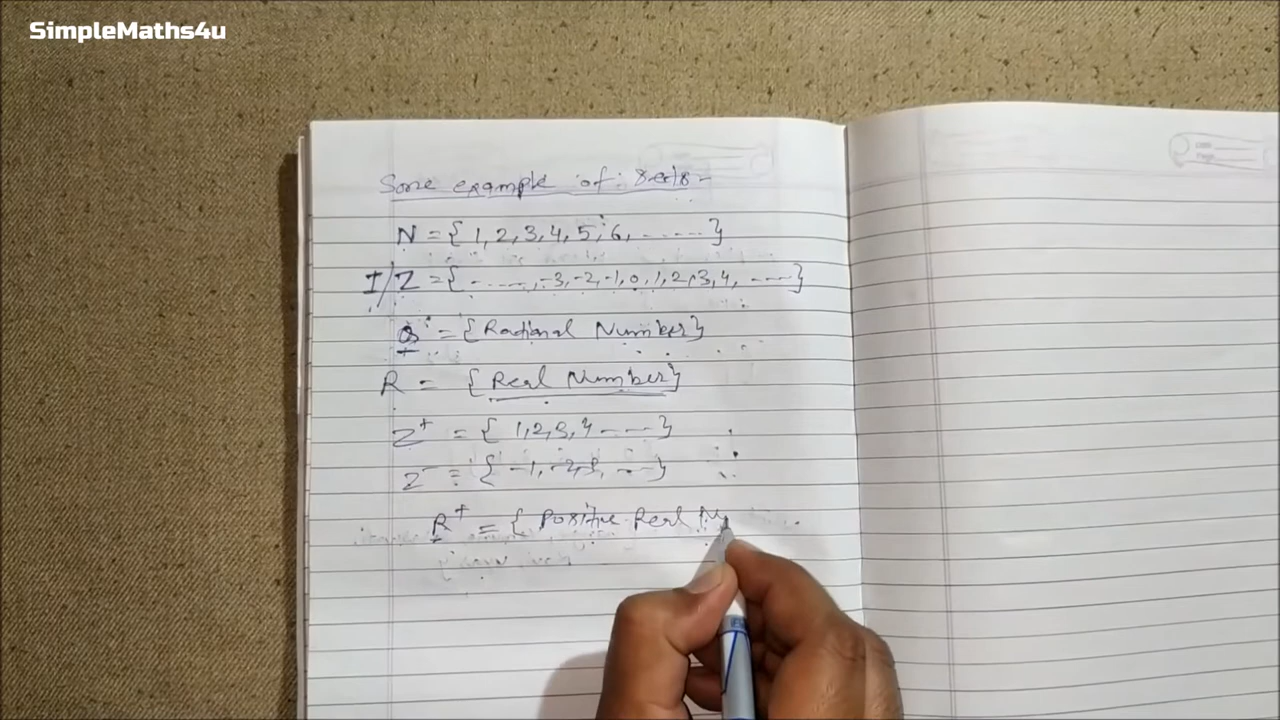 SimpleMaths4u
Some example of sets-
N = { 1, 2, 3, 4, 5, 6, ....... }
I/Z = { ......, -3, -2, -1, 0, 1, 2, 3, 4, ..... }
Q = { Rational Number }
R = { Real Number }
Z+ = { 1, 2, 3, 4 ..... }
Z- = { -1, -2, 3, .... }
R+ = { Positive Real Nu